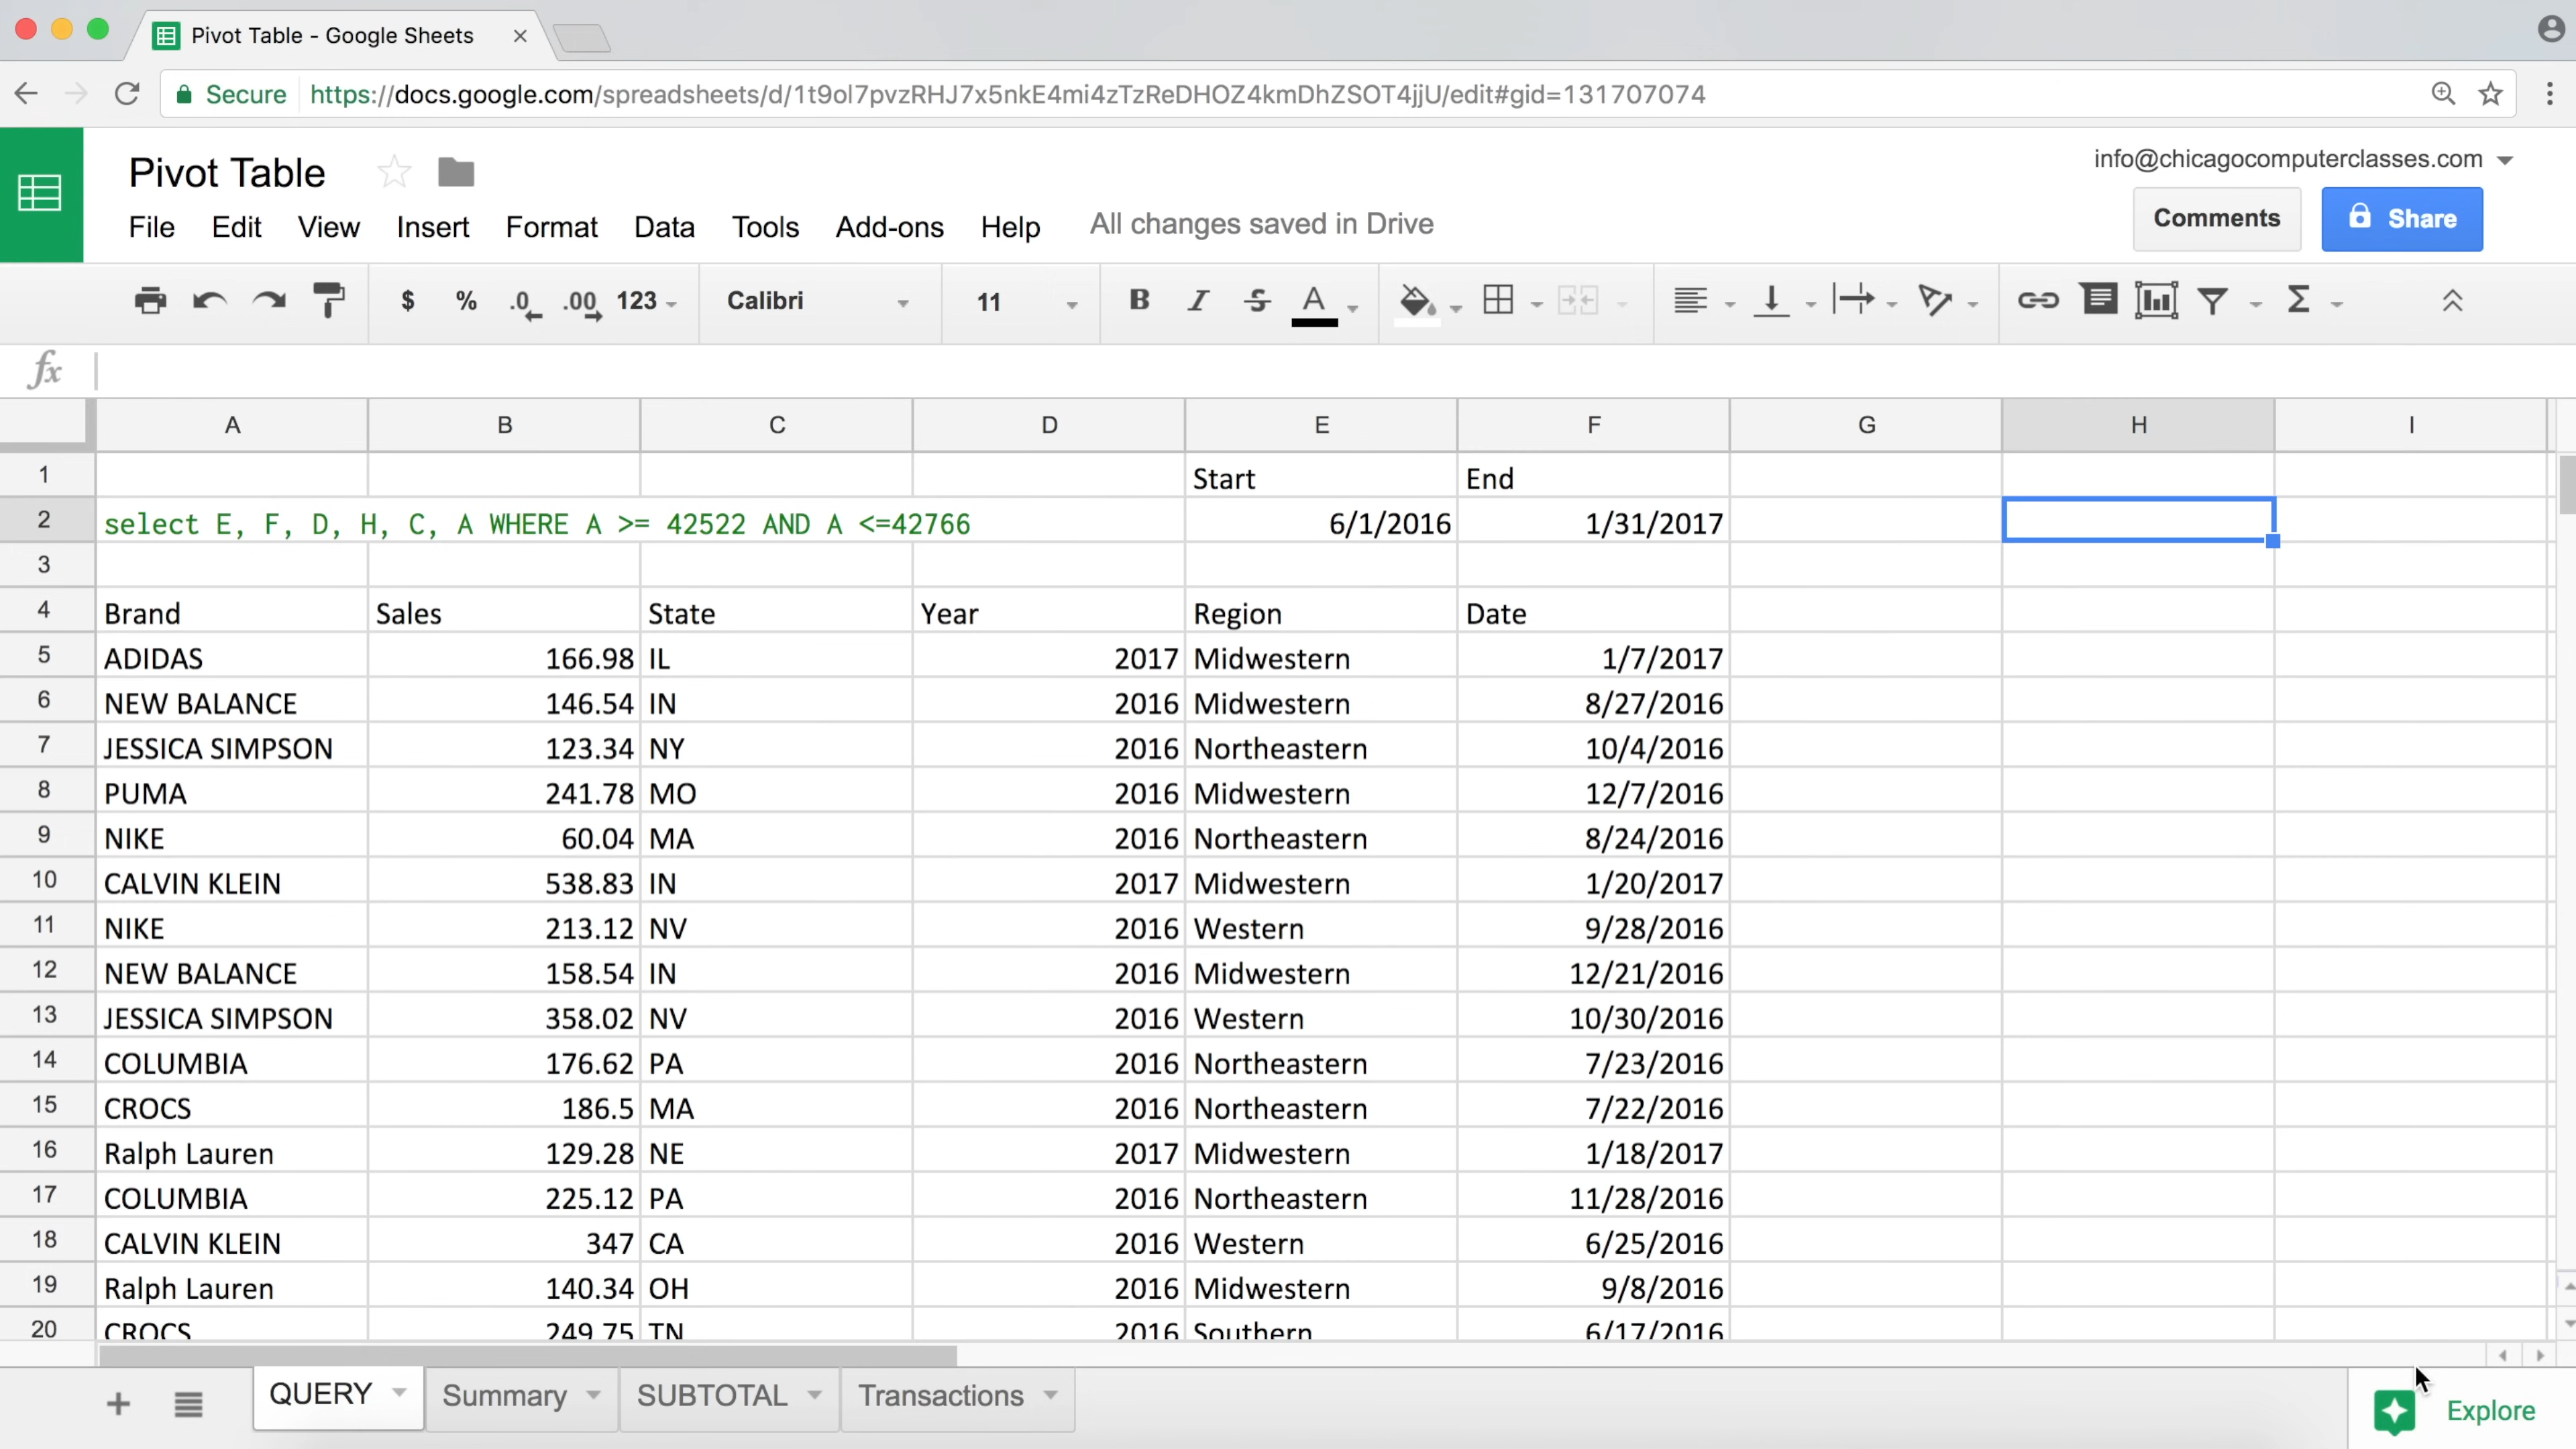 Pivot Table - Google Sheets
Secure https://docs.google.com/spreadsheets/d/1t9ol7pvzRHJ7x5nkE4mi4zTzReDHOZ4kmDhZSOT4jjU/edit#gid=131707074
Pivot Table
info@chicagocomputerclasses.com
File Edit View Insert Format Data Tools Add-ons Help All changes saved in Drive
Comments Share
$ % .0 .00 123 Calibri 11 B I S A Σ
fx
A B C D E F G H I
1 Start End
2 select E, F, D, H, C, A WHERE A >= 42522 AND A <=42766 6/1/2016 1/31/2017
3
4 Brand Sales State Year Region Date
5 ADIDAS 166.98 IL 2017 Midwestern 1/7/2017
6 NEW BALANCE 146.54 IN 2016 Midwestern 8/27/2016
7 JESSICA SIMPSON 123.34 NY 2016 Northeastern 10/4/2016
8 PUMA 241.78 MO 2016 Midwestern 12/7/2016
9 NIKE 60.04 MA 2016 Northeastern 8/24/2016
10 CALVIN KLEIN 538.83 IN 2017 Midwestern 1/20/2017
11 NIKE 213.12 NV 2016 Western 9/28/2016
12 NEW BALANCE 158.54 IN 2016 Midwestern 12/21/2016
13 JESSICA SIMPSON 358.02 NV 2016 Western 10/30/2016
14 COLUMBIA 176.62 PA 2016 Northeastern 7/23/2016
15 CROCS 186.5 MA 2016 Northeastern 7/22/2016
16 Ralph Lauren 129.28 NE 2017 Midwestern 1/18/2017
17 COLUMBIA 225.12 PA 2016 Northeastern 11/28/2016
18 CALVIN KLEIN 347 CA 2016 Western 6/25/2016
19 Ralph Lauren 140.34 OH 2016 Midwestern 9/8/2016
20 CROCS 249.75 TN 2016 Southern 6/17/2016
QUERY Summary SUBTOTAL Transactions Explore